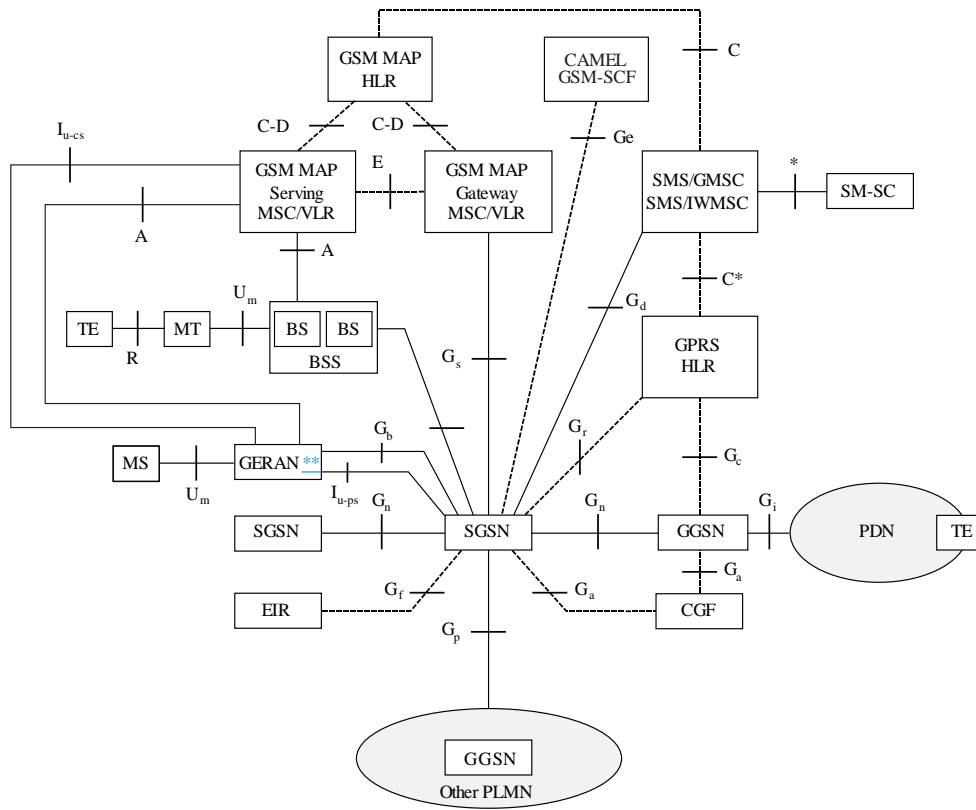 C
GSM MAP
HLR
CAMEL
GSM-SCF
I u-cs
C-D
C-D
Ge
E
*
GSM MAP
Serving
MSC/VLR
GSM MAP
Gateway
MSC/VLR
SMS/GMSC
SMS/IWMSC
SM-SC
A
A
C*
U m
G d
TE
R
MT
BS
BS
BSS
GPRS
HLR
G s
G b
G r
G c
MS
U m
GERAN **
I u-ps
G n
G n
G i
SGSN
SGSN
GGSN
PDN
TE
G f
G a
G a
EIR
CGF
G p
GGSN
Other PLMN